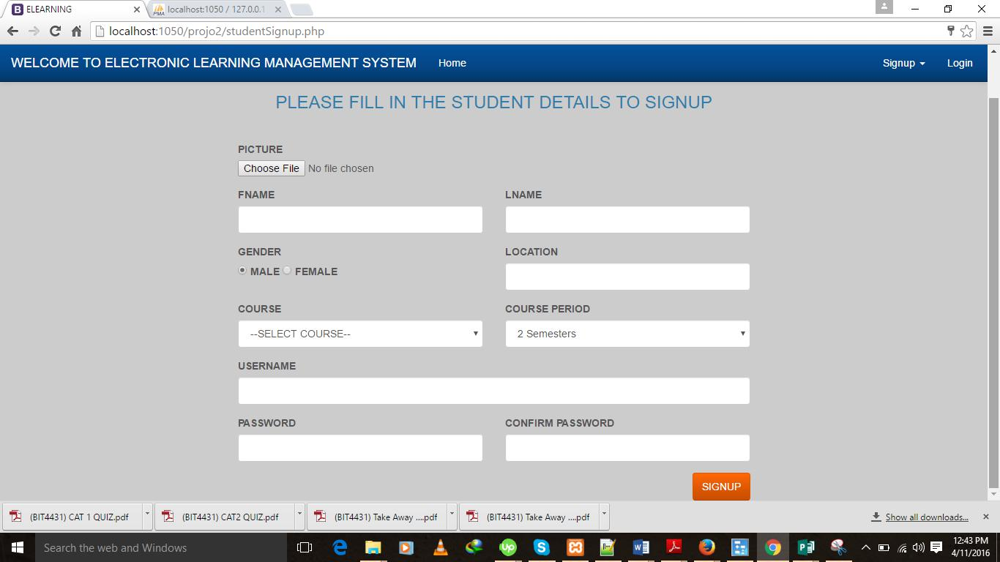 ELEARNING
localhost:1050 / 127.0.0.1
localhost:1050/projo2/studentSignup.php
WELCOME TO ELECTRONIC LEARNING MANAGEMENT SYSTEM Home Signup Login
PLEASE FILL IN THE STUDENT DETAILS TO SIGNUP
PICTURE
Choose File No file chosen
FNAME LNAME
GENDER LOCATION
MALE FEMALE
COURSE COURSE PERIOD
--SELECT COURSE-- 2 Semesters
USERNAME
PASSWORD CONFIRM PASSWORD
SIGNUP
(BIT4431) CAT 1 QUIZ.pdf (BIT4431) CAT2 QUIZ.pdf (BIT4431) Take Away ....pdf (BIT4431) Take Away ....pdf Show all downloads...
Search the web and Windows
12:43 PM
4/11/2016